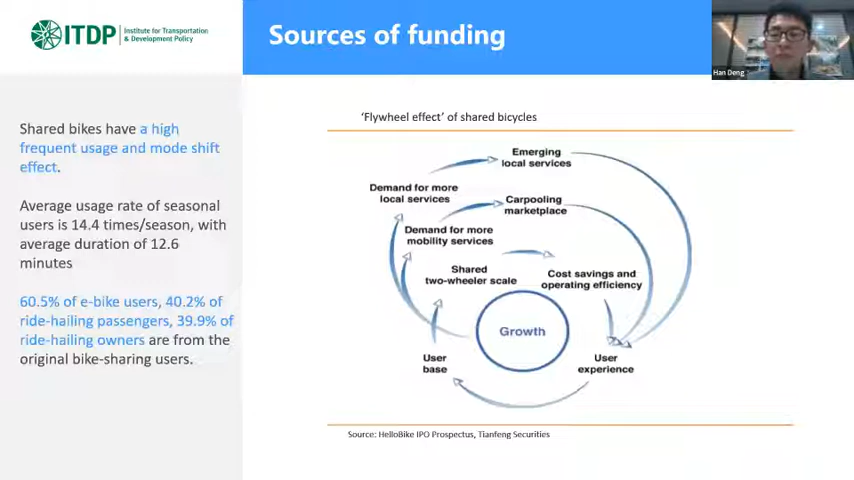 ITDP
Institute for Transportation
& Development Policy
Sources of funding
Han Deng
Shared bikes have a high
frequent usage and mode shift
effect.
Average usage rate of seasonal
users is 14.4 times/season, with
average duration of 12.6
minutes
60.5% of e-bike users, 40.2% of
ride-hailing passengers, 39.9% of
ride-hailing owners are from the
original bike-sharing users.
‘Flywheel effect’ of shared bicycles
Emerging
local services
Demand for more
local services
Carpooling
marketplace
Demand for more
mobility services
Shared
two-wheeler scale
Cost savings and
operating efficiency
Growth
User
base
User
experience
Source: HelloBike IPO Prospectus, Tianfeng Securities